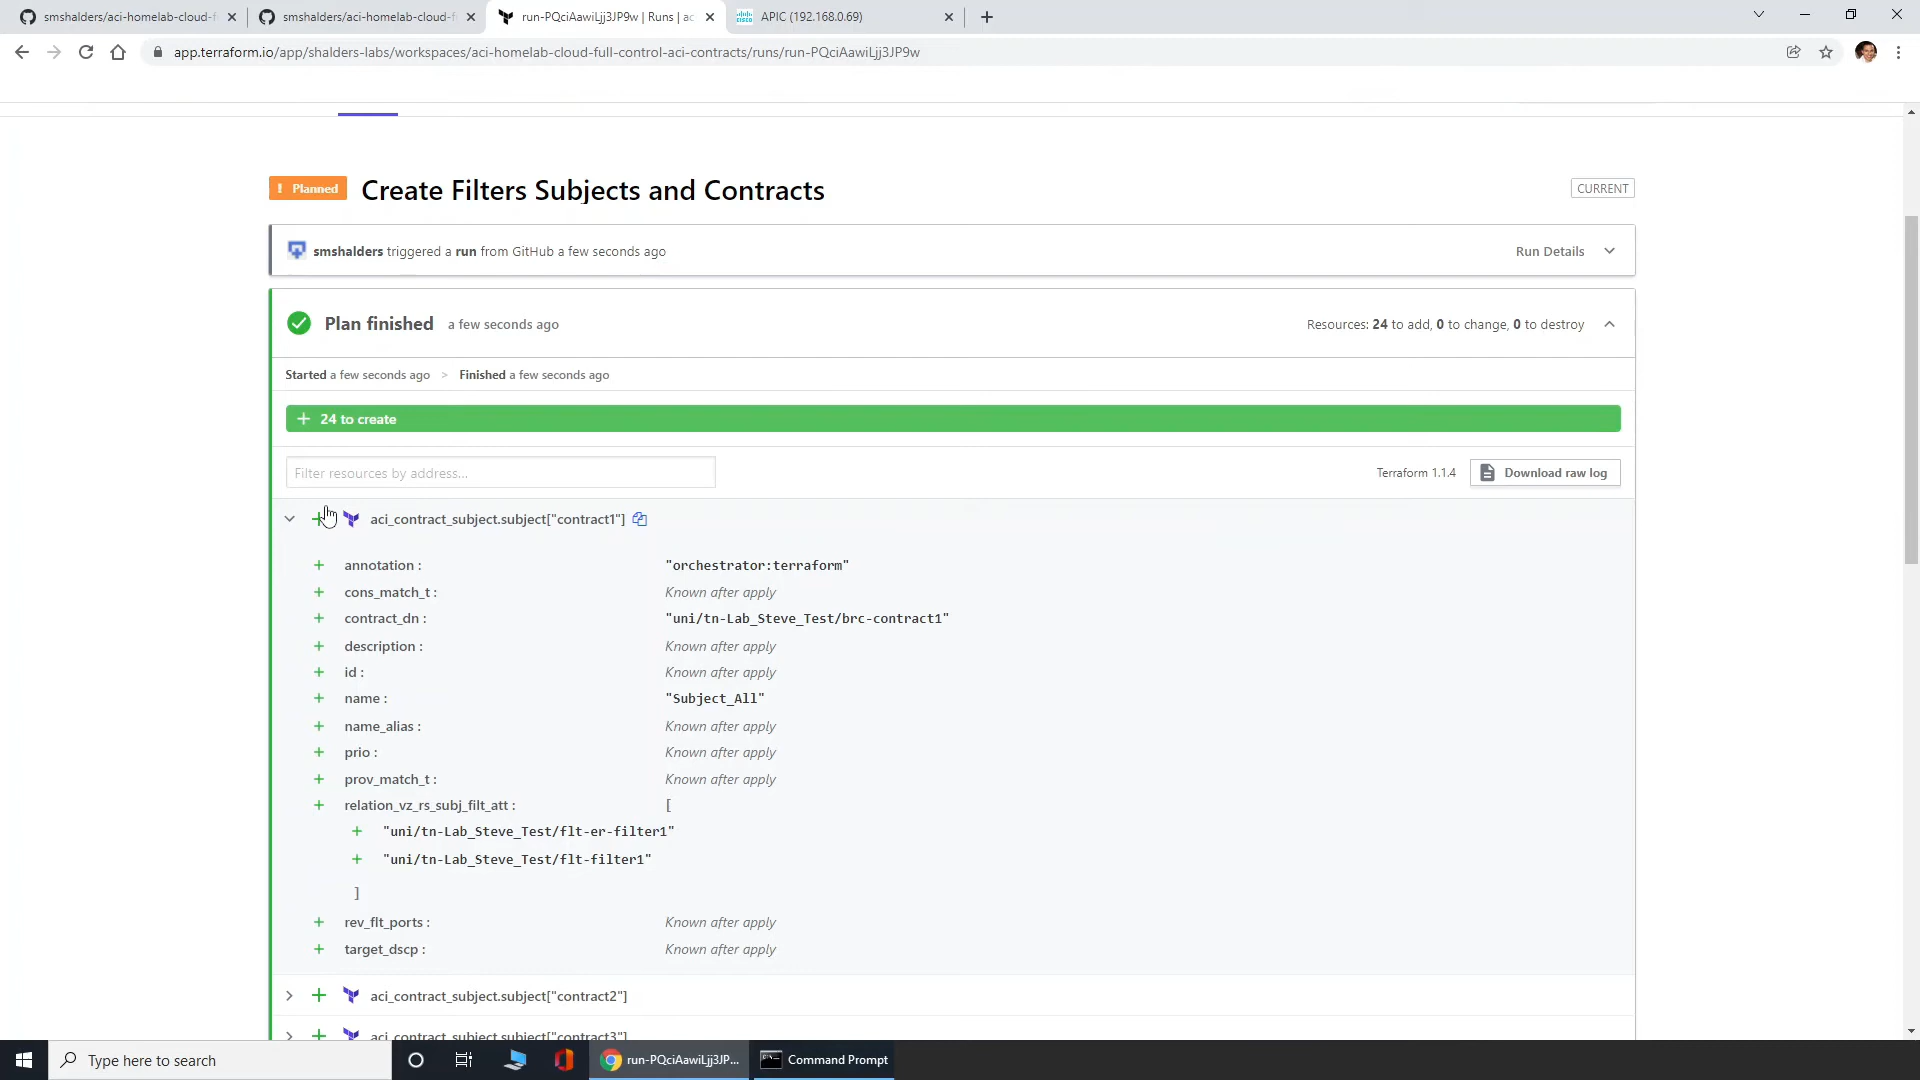 smshalders/aci-homelab-cloud-f
smshalders/aci-homelab-cloud-f
run-PQciAawiLjj3JP9w | Runs | ac
APIC (192.168.0.69)
app.terraform.io/app/shalders-labs/workspaces/aci-homelab-cloud-full-control-aci-contracts/runs/run-PQciAawiLjj3JP9w
! Planned
Create Filters Subjects and Contracts
CURRENT
smshalders triggered a run from GitHub a few seconds ago
Run Details
Plan finished a few seconds ago
Resources: 24 to add, 0 to change, 0 to destroy
Started a few seconds ago > Finished a few seconds ago
+ 24 to create
Filter resources by address...
Terraform 1.1.4
Download raw log
+ aci_contract_subject.subject["contract1"]
+ annotation : "orchestrator:terraform"
+ cons_match_t : Known after apply
+ contract_dn : "uni/tn-Lab_Steve_Test/brc-contract1"
+ description : Known after apply
+ id : Known after apply
+ name : "Subject_All"
+ name_alias : Known after apply
+ prio : Known after apply
+ prov_match_t : Known after apply
+ relation_vz_rs_subj_filt_att : [
+ "uni/tn-Lab_Steve_Test/flt-er-filter1"
+ "uni/tn-Lab_Steve_Test/flt-filter1"
]
+ rev_flt_ports : Known after apply
+ target_dscp : Known after apply
+ aci_contract_subject.subject["contract2"]
+ aci_contract_subject.subject["contract3"]
Type here to search
run-PQciAawiLjj3JP...
Command Prompt